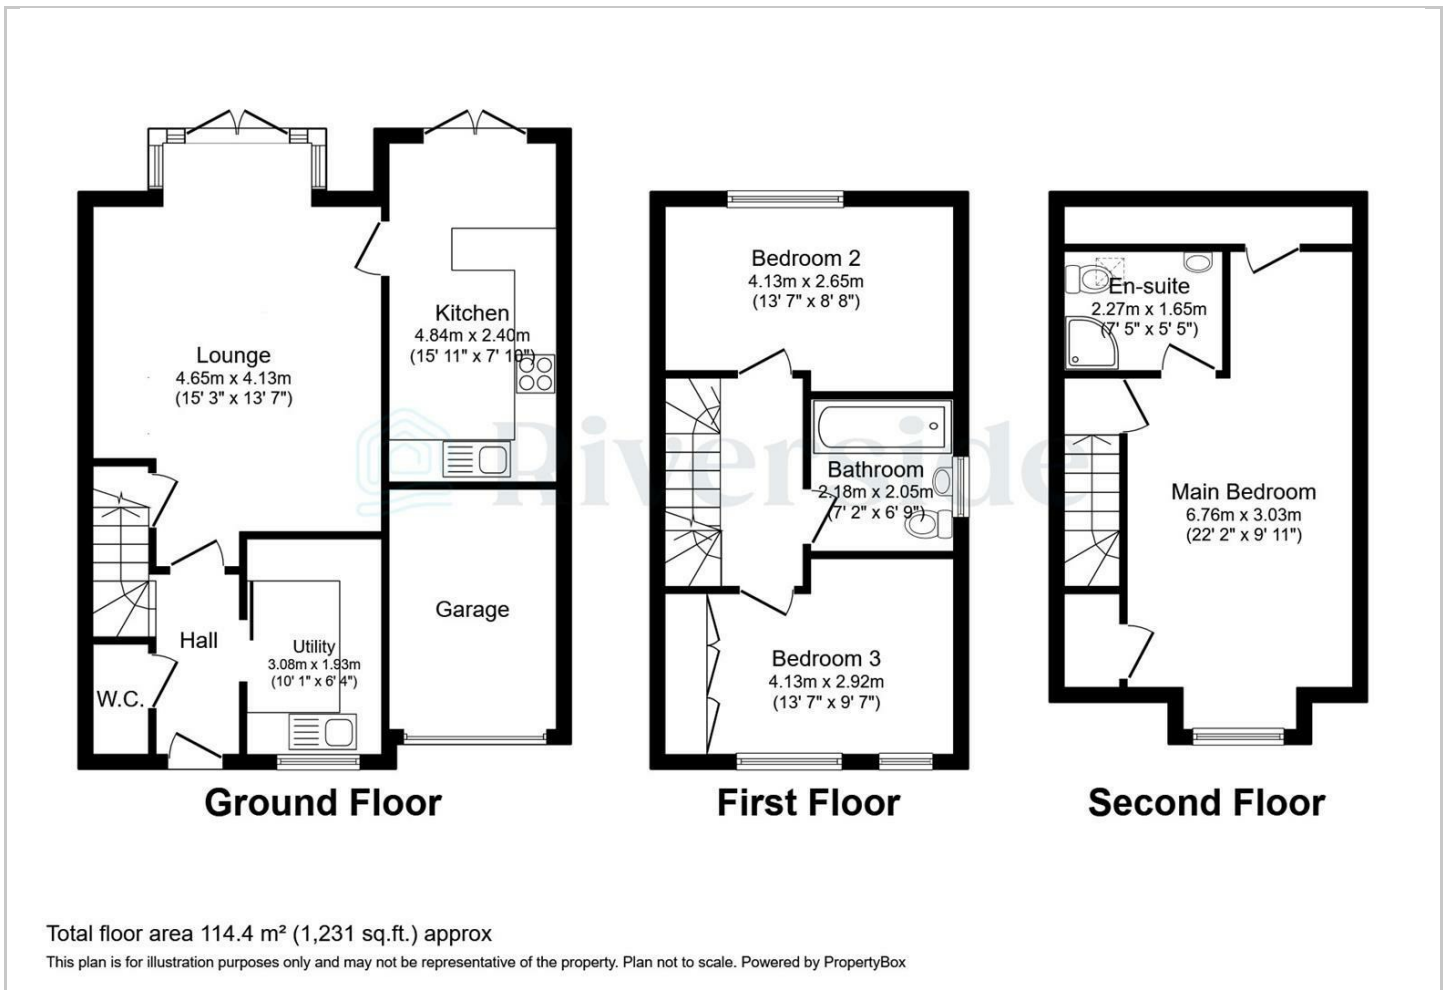 Lounge
4.65m x 4.13m
(15' 3" x 13' 7")
Kitchen
4.84m x 2.40m
(15' 11" x 7' 10")
Hall
Utility
3.08m x 1.93m
(10' 1" x 6' 4")
W.C.
Garage
Ground Floor
Bedroom 2
4.13m x 2.65m
(13' 7" x 8' 8")
Bathroom
2.18m x 2.05m
(7' 2" x 6' 9")
Bedroom 3
4.13m x 2.92m
(13' 7" x 9' 7")
First Floor
En-suite
2.27m x 1.65m
(7' 5" x 5' 5")
Main Bedroom
6.76m x 3.03m
(22' 2" x 9' 11")
Second Floor
Riverside
Total floor area 114.4 m² (1,231 sq.ft.) approx
This plan is for illustration purposes only and may not be representative of the property. Plan not to scale. Powered by PropertyBox